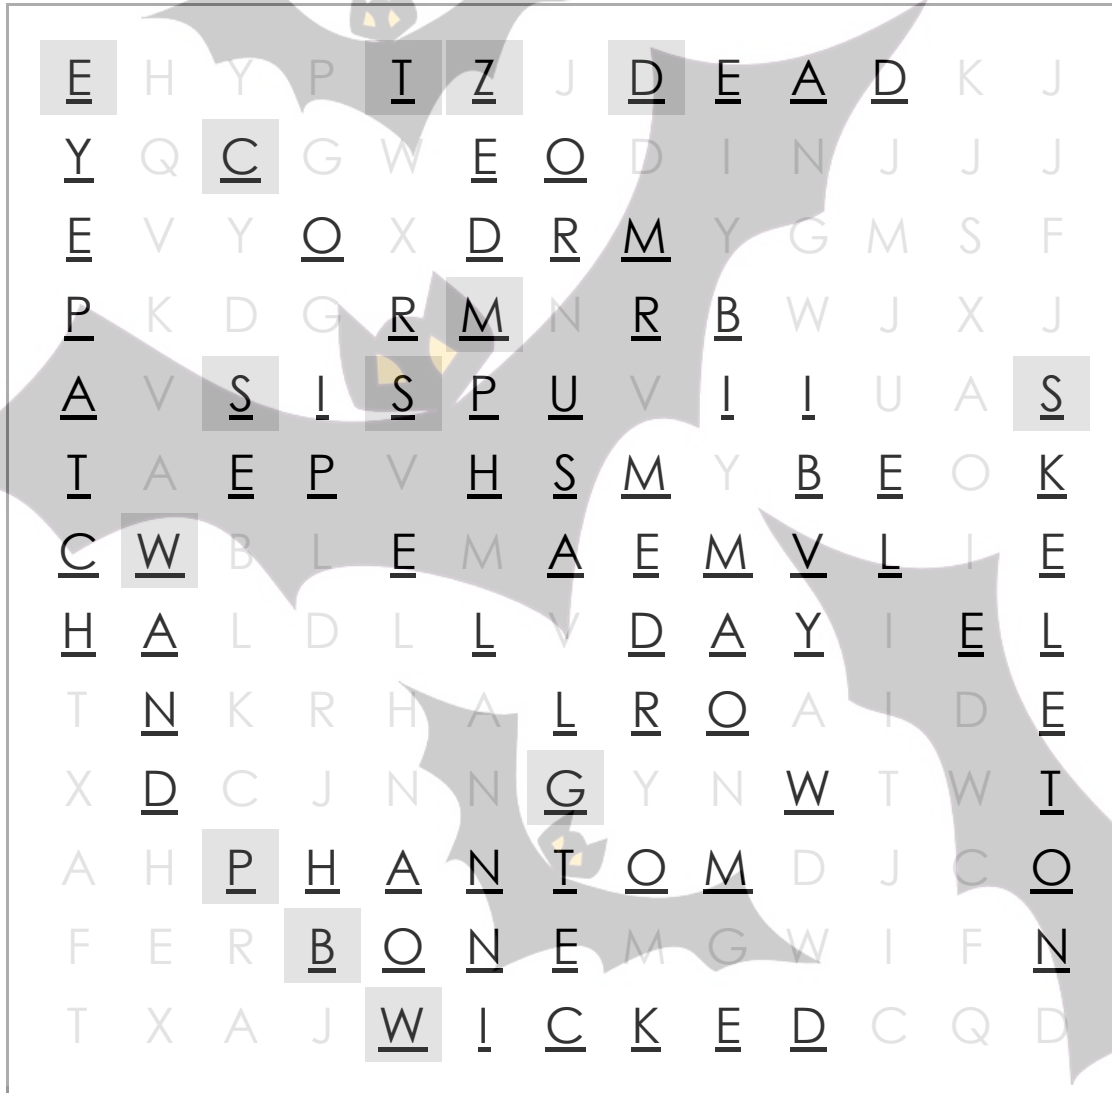 E H Y P T Z J D E A D K J
Y Q C G W E O D I N J J J
E V Y O X D R M Y G M S F
P K D G R M N R B W J X J
A V S I S P U V I I U A S
T A E P V H S M Y B E O K
C W B L E M A E M V L I E
H A L D L L V D A Y I E L
T N K R H A L R O A I D E
X D C J N N G Y N W T W T
A H P H A N T O M D J C O
F E R B O N E M G W I F N
T X A J W I C K E D C Q D